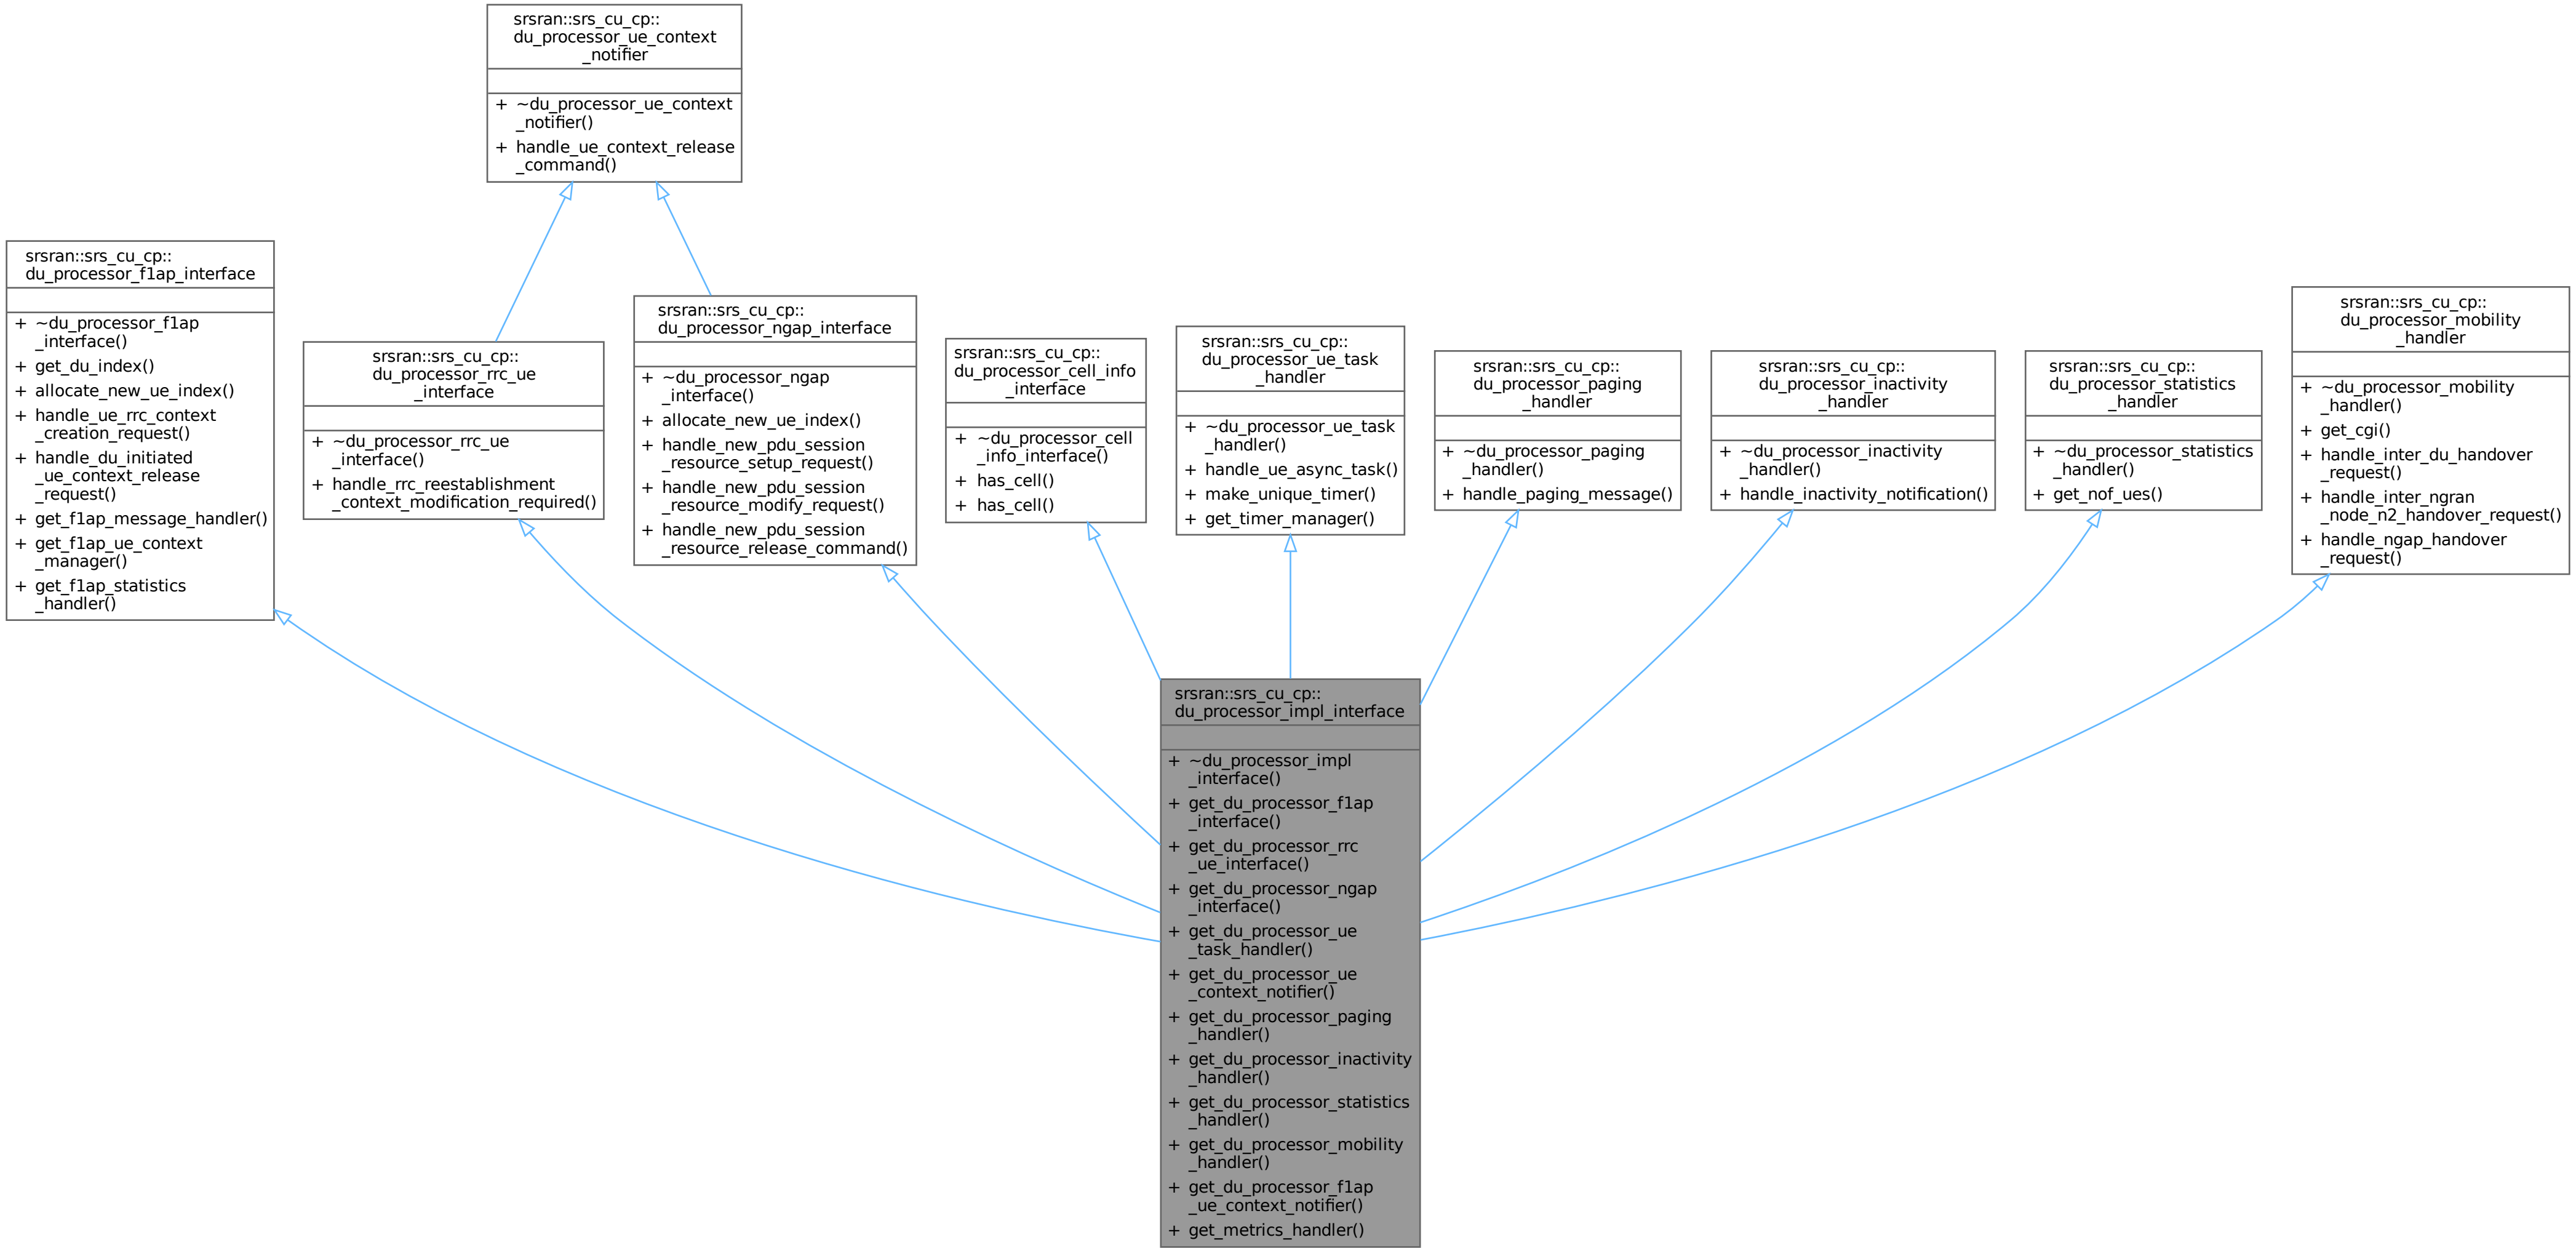 srsran::srs_cu_cp::
du_processor_ue_context
_notifier
+ ~du_processor_ue_context
_notifier()
+ handle_ue_context_release
_command()
srsran::srs_cu_cp::
du_processor_f1ap_interface
+ ~du_processor_f1ap
_interface()
+ get_du_index()
+ allocate_new_ue_index()
+ handle_ue_rrc_context
_creation_request()
+ handle_du_initiated
_ue_context_release
_request()
+ get_f1ap_message_handler()
+ get_f1ap_ue_context
_manager()
+ get_f1ap_statistics
_handler()
srsran::srs_cu_cp::
du_processor_rrc_ue
_interface
+ ~du_processor_rrc_ue
_interface()
+ handle_rrc_reestablishment
_context_modification_required()
srsran::srs_cu_cp::
du_processor_ngap_interface
+ ~du_processor_ngap
_interface()
+ allocate_new_ue_index()
+ handle_new_pdu_session
_resource_setup_request()
+ handle_new_pdu_session
_resource_modify_request()
+ handle_new_pdu_session
_resource_release_command()
srsran::srs_cu_cp::
du_processor_cell_info
_interface
+ ~du_processor_cell
_info_interface()
+ has_cell()
+ has_cell()
srsran::srs_cu_cp::
du_processor_ue_task
_handler
+ ~du_processor_ue_task
_handler()
+ handle_ue_async_task()
+ make_unique_timer()
+ get_timer_manager()
srsran::srs_cu_cp::
du_processor_paging
_handler
+ ~du_processor_paging
_handler()
+ handle_paging_message()
srsran::srs_cu_cp::
du_processor_inactivity
_handler
+ ~du_processor_inactivity
_handler()
+ handle_inactivity_notification()
srsran::srs_cu_cp::
du_processor_statistics
_handler
+ ~du_processor_statistics
_handler()
+ get_nof_ues()
srsran::srs_cu_cp::
du_processor_mobility
_handler
+ ~du_processor_mobility
_handler()
+ get_cgi()
+ handle_inter_du_handover
_request()
+ handle_inter_ngran
_node_n2_handover_request()
+ handle_ngap_handover
_request()
srsran::srs_cu_cp::
du_processor_impl_interface
+ ~du_processor_impl
_interface()
+ get_du_processor_f1ap
_interface()
+ get_du_processor_rrc
_ue_interface()
+ get_du_processor_ngap
_interface()
+ get_du_processor_ue
_task_handler()
+ get_du_processor_ue
_context_notifier()
+ get_du_processor_paging
_handler()
+ get_du_processor_inactivity
_handler()
+ get_du_processor_statistics
_handler()
+ get_du_processor_mobility
_handler()
+ get_du_processor_f1ap
_ue_context_notifier()
+ get_metrics_handler()